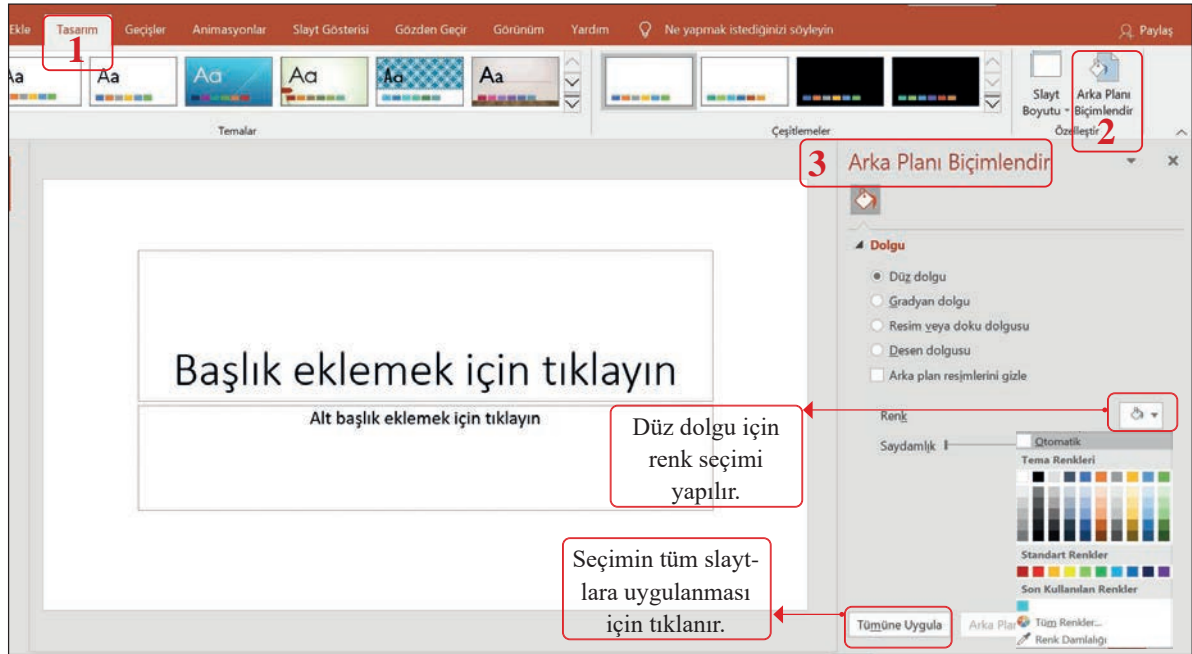 Ekle Tasarım Geçişler Animasyonlar Slayt Gösterisi Gözden Geçir Görünüm Yardım Ne yapmak istediğinizi söyleyin Paylaş
1
Aa Aa Aa Aa Aa Aa
Slayt Boyutu
Arka Planı Biçimlendir
2
Temalar Çeşitlemeler Özelleştir
3 Arka Planı Biçimlendir
Dolgu
Düz dolgu
Gradyan dolgu
Resim veya doku dolgusu
Desen dolgusu
Arka plan resimlerini gizle
Başlık eklemek için tıklayın
Alt başlık eklemek için tıklayın
Düz dolgu için
renk seçimi
yapılır.
Renk
Saydamlık
Otomatik
Tema Renkleri
Standart Renkler
Son Kullanılan Renkler
Tüm Renkler...
Renk Damlalığı
Seçimin tüm slayt-
lara uygulanması
için tıklanır.
Tümüne Uygula Arka Plan